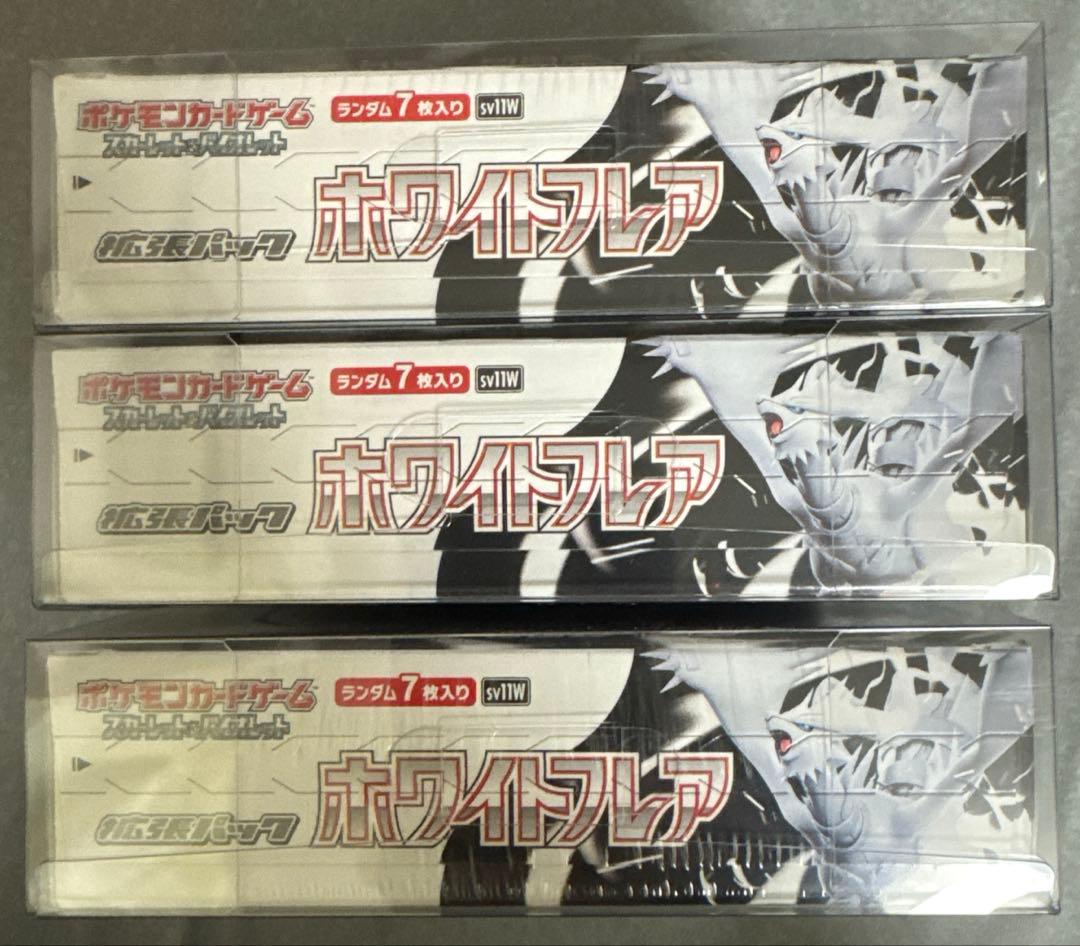 ポケモンカードゲーム
スカーレット&バイオレット
ランダム7枚入り
sv11W
拡張パック
ホワイトフレア
ポケモンカードゲーム
スカーレット&バイオレット
ランダム7枚入り
sv11W
拡張パック
ホワイトフレア
ポケモンカードゲーム
スカーレット&バイオレット
ランダム7枚入り
sv11W
拡張パック
ホワイトフレア